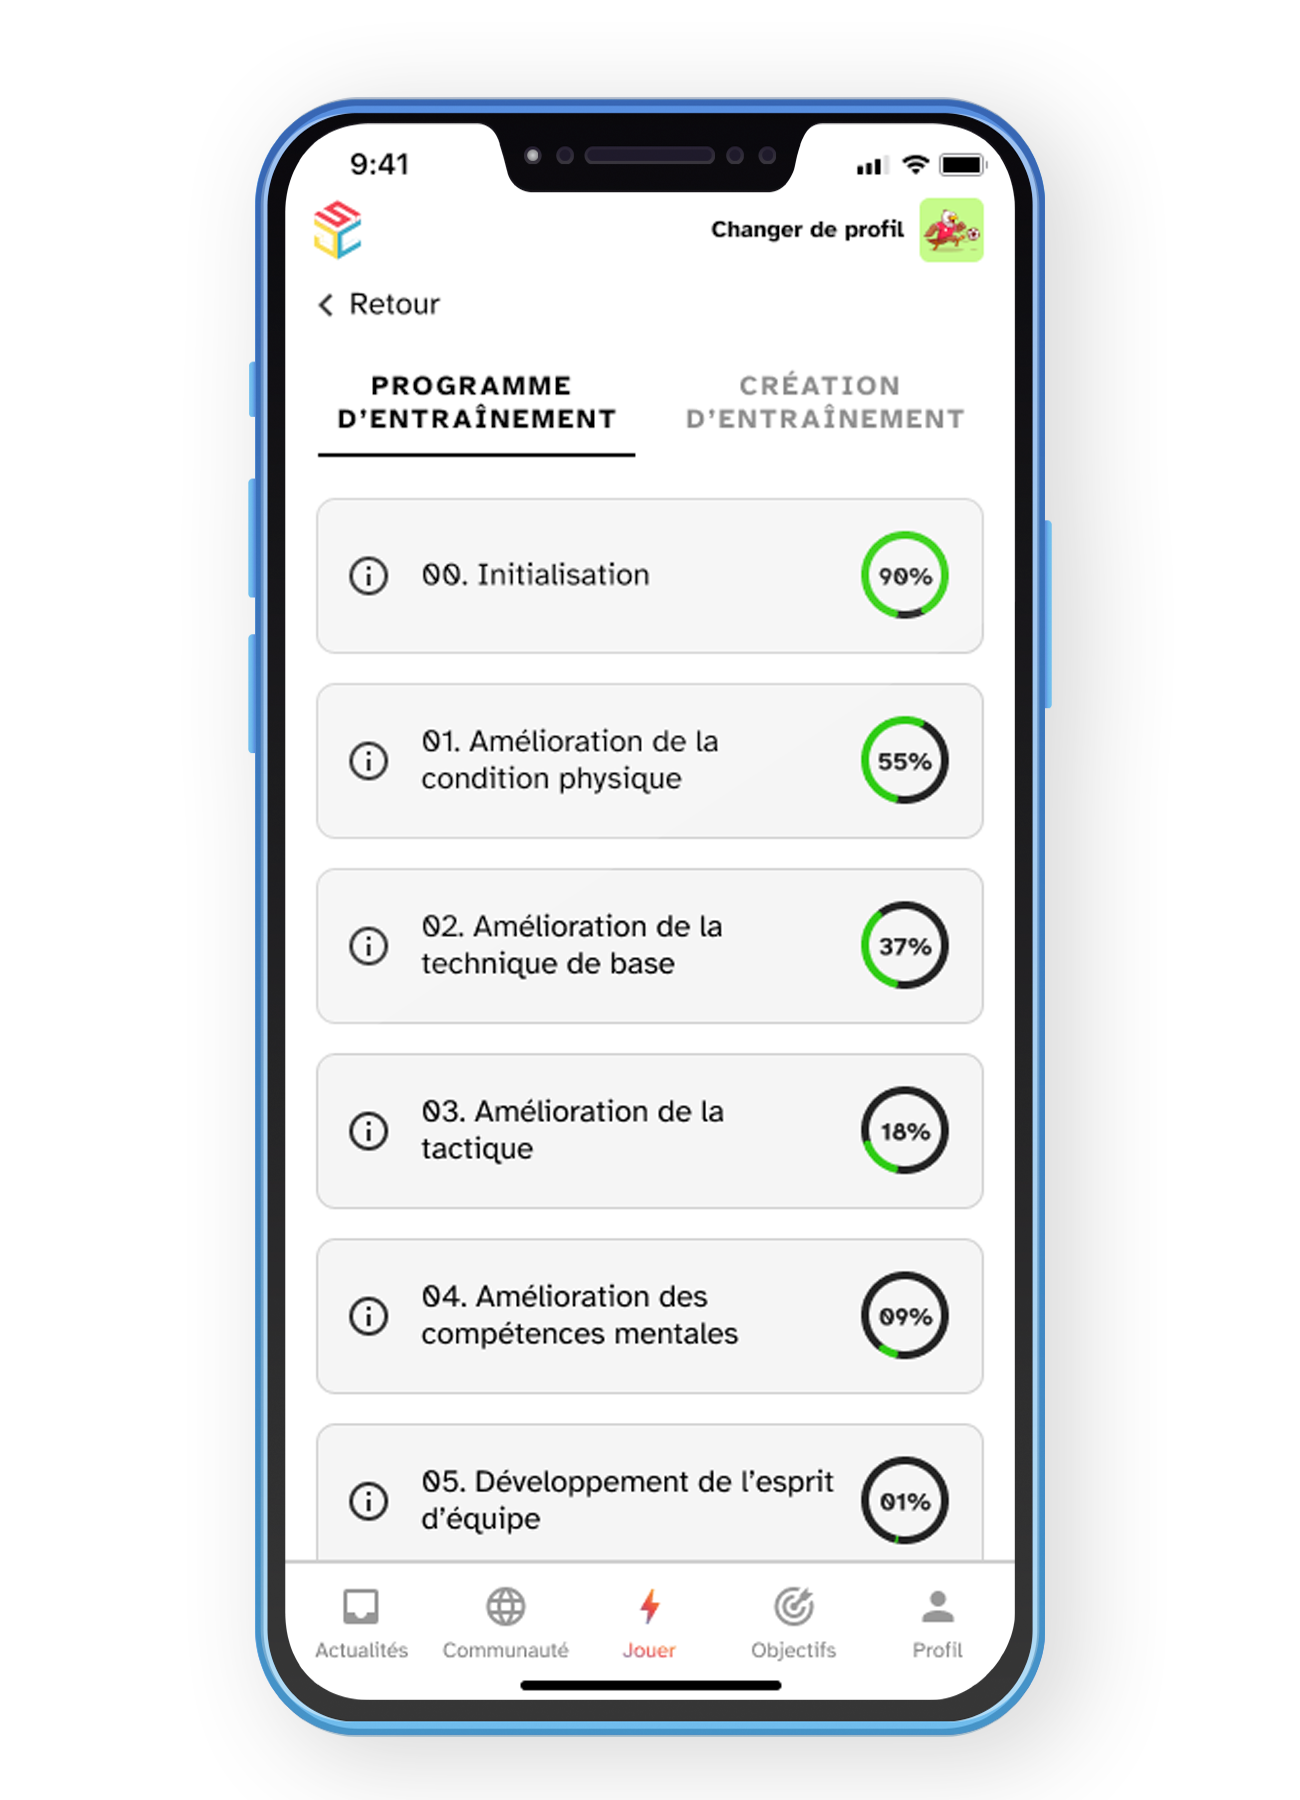 9:41
Changer de profil
Retour
PROGRAMME
D'ENTRAÎNEMENT
CRÉATION
D'ENTRAÎNEMENT
00. Initialisation
90%
01. Amélioration de la
condition physique
55%
02. Amélioration de la
technique de base
37%
03. Amélioration de la
tactique
18%
04. Amélioration des
compétences mentales
09%
05. Développement de l'esprit
d'équipe
01%
Actualités
Communauté
Jouer
Objectifs
Profil